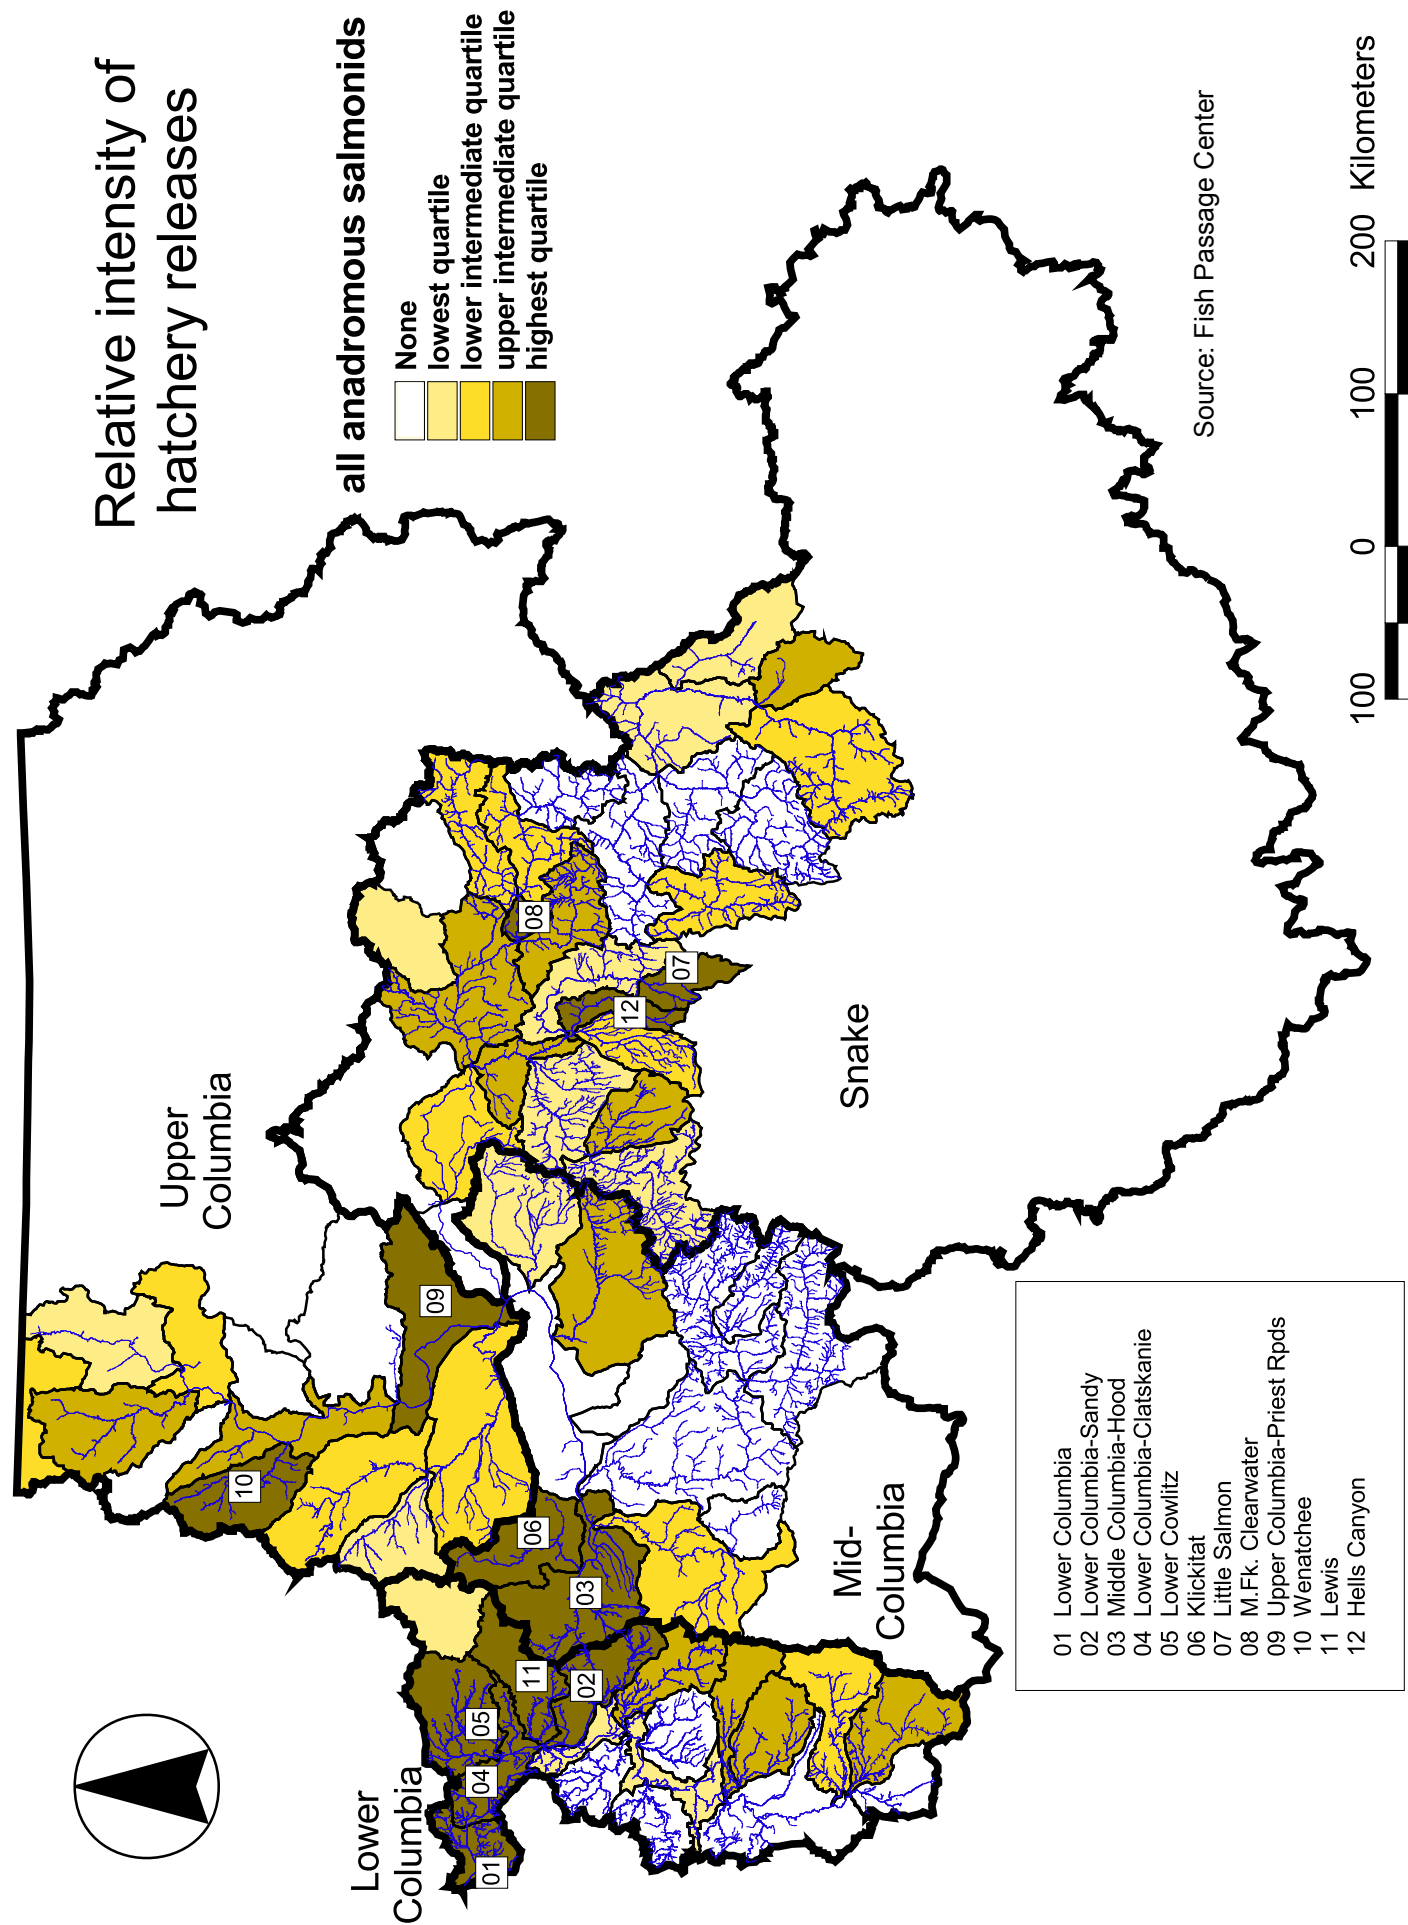 Relative intensity of
hatchery releases
all anadromous salmonids
None
lowest quartile
lower intermediate quartile
upper intermediate quartile
highest quartile
Upper
Columbia
Lower
Columbia
Mid-
Columbia
Snake
10
09
08
07
12
06
03
11
02
05
04
01
01 Lower Columbia
02 Lower Columbia-Sandy
03 Middle Columbia-Hood
04 Lower Columbia-Clatskanie
05 Lower Cowlitz
06 Klickitat
07 Little Salmon
08 M.Fk. Clearwater
09 Upper Columbia-Priest Rpds
10 Wenatchee
11 Lewis
12 Hells Canyon
Source: Fish Passage Center
100 0 100 200 Kilometers